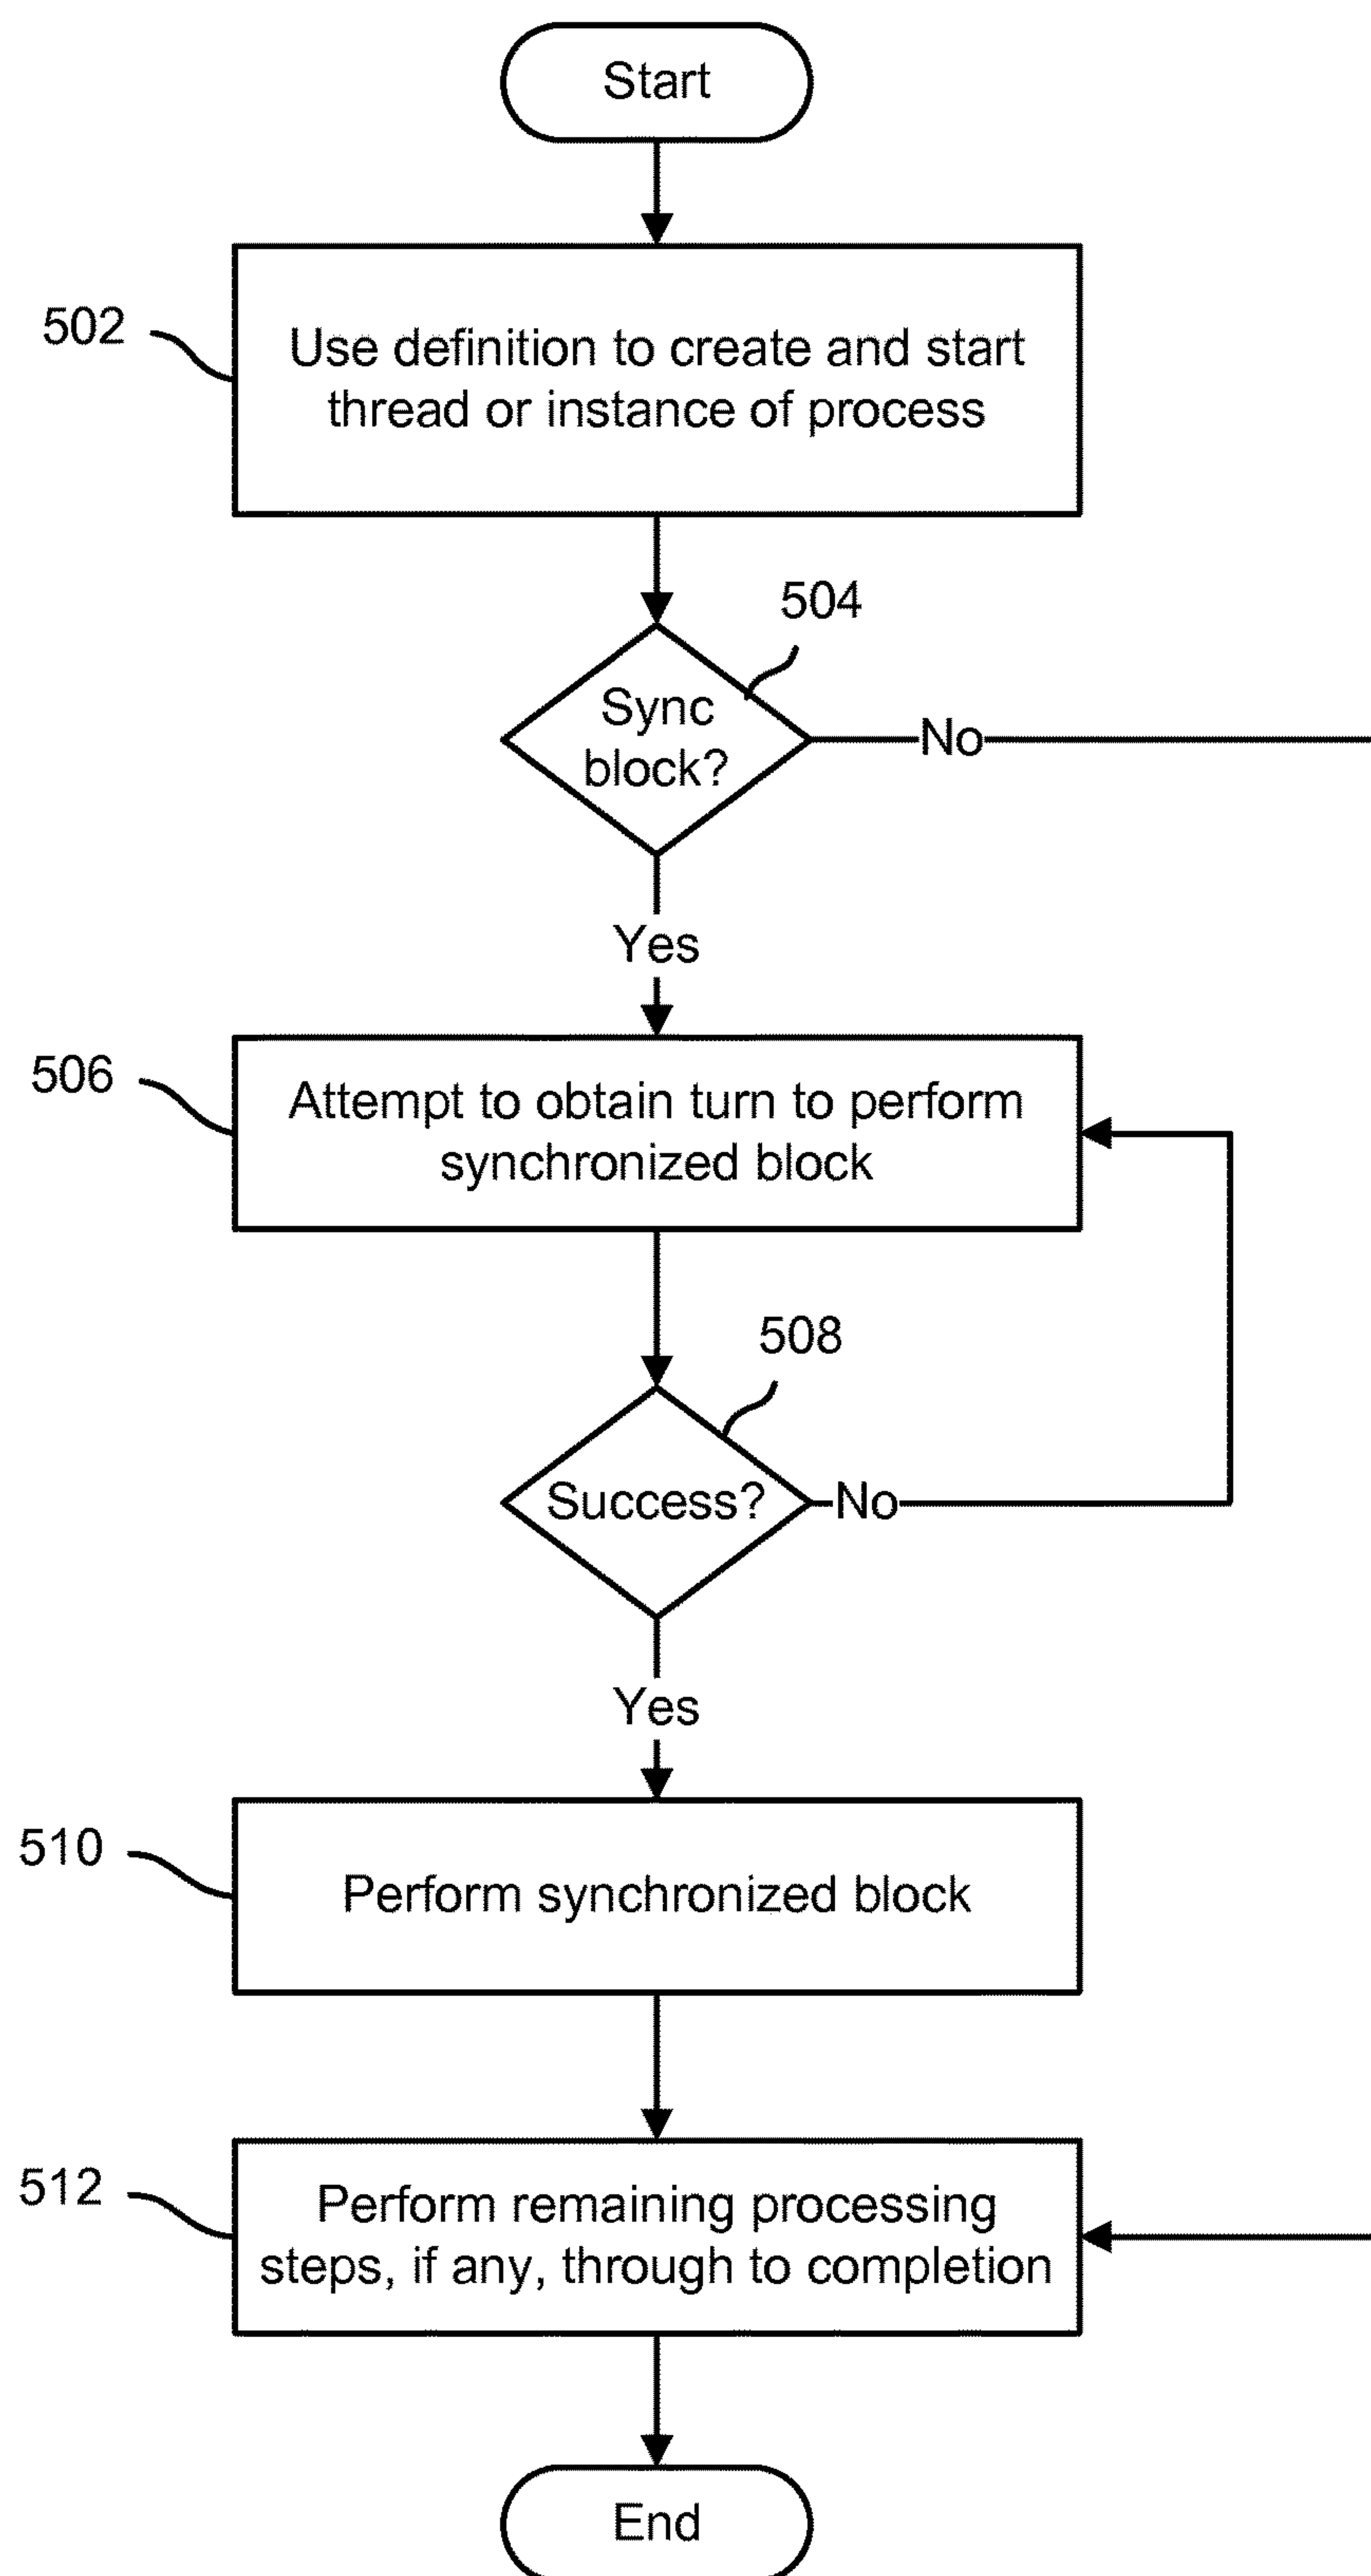 Start
502
Use definition to create and start
thread or instance of process
504
Sync
block?
No
Yes
506
Attempt to obtain turn to perform
synchronized block
508
Success?
No
Yes
510
Perform synchronized block
512
Perform remaining processing
steps, if any, through to completion
End